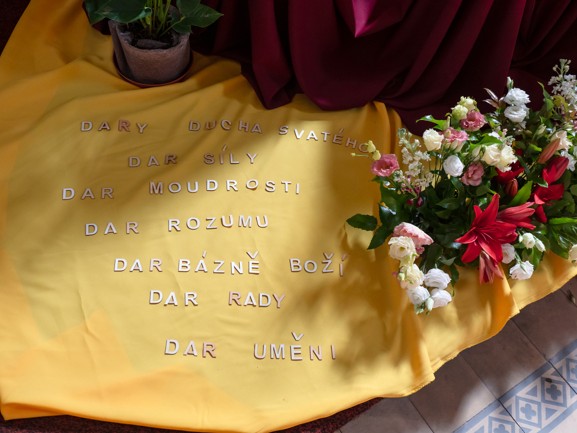 DARY DUCHA SVATÉHO
DAR SÍLY
DAR MOUDROSTI
DAR ROZUMU
DAR BÁZNĚ BOŽÍ
DAR RADY
DAR UMĚNÍ